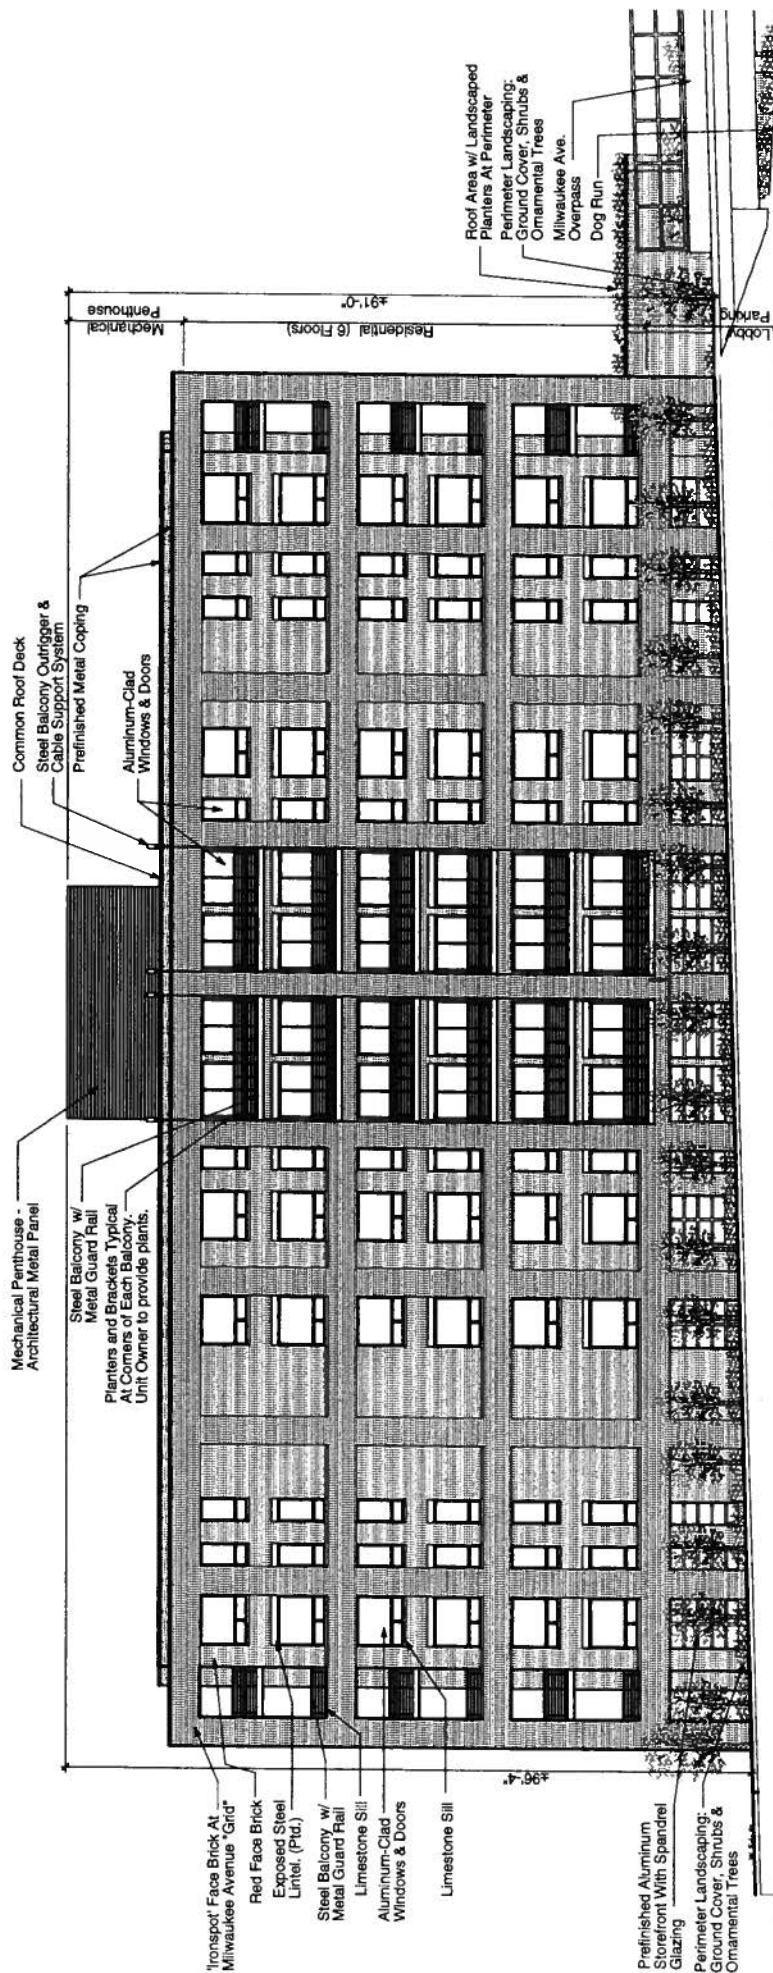 Mechanical Penthouse -
Architectural Metal Panel
Steel Balcony w/
Metal Guard Rail
Planters and Brackets Typical
At Corners of Each Balcony.
Unit Owner to provide plants.
Common Roof Deck
Steel Balcony Outrigger &
Cable Support System
Prefinished Metal Coping
Aluminum-Clad
Windows & Doors
"Ironspot' Face Brick At
Milwaukee Avenue "Grid"
Red Face Brick
Exposed Steel
Lintel. (Ptd.)
Steel Balcony w/
Metal Guard Rail
Limestone Sill
Aluminum-Clad
Windows & Doors
Limestone Sill
±96'-4"
Prefinished Aluminum
Storefront With Spandrel
Glazing
Perimeter Landscaping:
Ground Cover, Shrubs &
Ornamental Trees
Mechanical
Penthouse
±91'-0"
Residential (6 Floors)
Lobby
Parking
Roof Area w/ Landscaped
Planters At Perimeter
Perimeter Landscaping:
Ground Cover, Shrubs &
Ornamental Trees
Milwaukee Ave.
Overpass
Dog Run